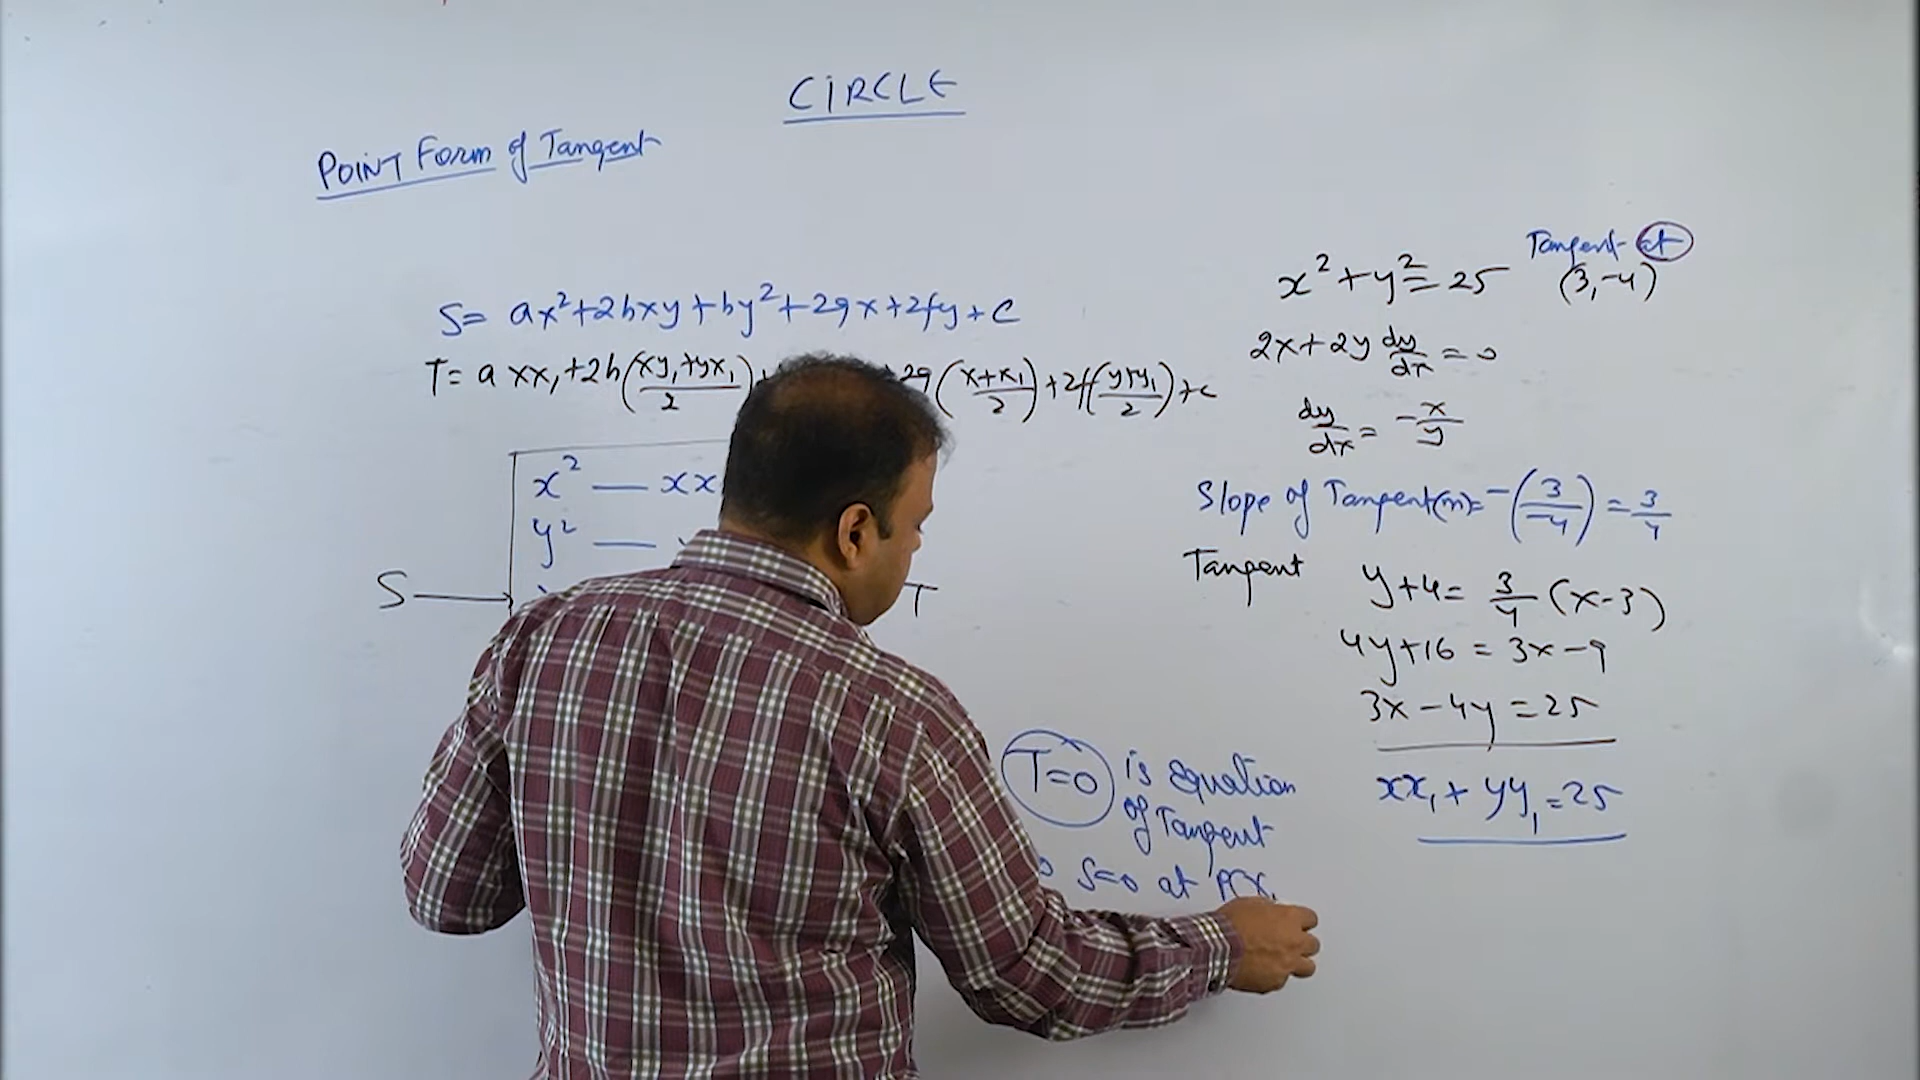 CIRCLE
POINT Form of Tangent
S= ax²+2hxy+by²+2gx+2fy+c
T= axx₁+2h(xy₁+yx₁/2) +2g(x+x₁/2)+2f(y+y₁/2)+c
x² — xx
y² —
S → T
T=0 is equation
of Tangent
S=0 at P(x₁
x²+y²=25 Tangent at
(3,-4)
2x+2y dy/dx = 0
dy/dx = -x/y
Slope of Tangent(m)= -(3/-4) = 3/4
Tangent y+4= 3/4 (x-3)
4y+16 = 3x-9
3x-4y=25
xx₁+yy₁=25